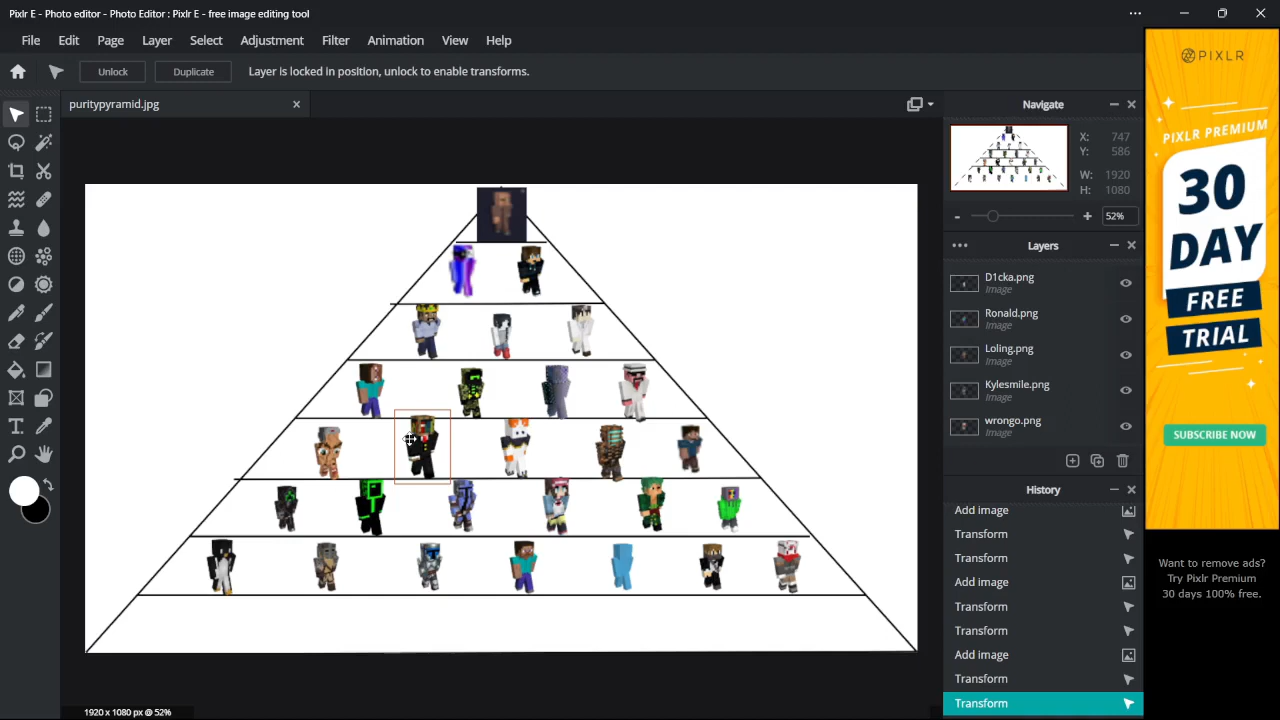 Pixlr E - Photo editor - Photo Editor : Pixlr E - free image editing tool
File Edit Page Layer Select Adjustment Filter Animation View Help
Unlock Duplicate Layer is locked in position, unlock to enable transforms.
puritypyramid.jpg
1920 x 1080 px @ 52%
Navigate
X: 747
Y: 586
W: 1920
H: 1080
52%
Layers
D1cka.png
Image
Ronald.png
Image
Loling.png
Image
Kylesmile.png
Image
wrongo.png
Image
History
Add image
Transform
Transform
Add image
Transform
Transform
Add image
Transform
Transform
PIXLR
PIXLR PREMIUM
30
DAY
FREE
TRIAL
SUBSCRIBE NOW
Want to remove ads?
Try Pixlr Premium
30 days 100% free.